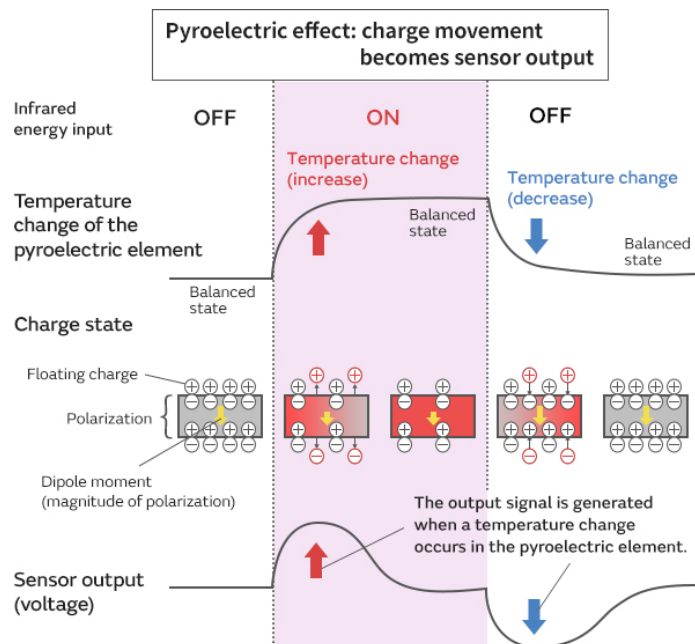 Pyroelectric effect: charge movement
becomes sensor output
Infrared
energy input
OFF
ON
OFF
Temperature change
(increase)
Temperature change
(decrease)
Temperature
change of the
pyroelectric element
Balanced
state
Balanced
state
Balanced
state
Charge state
Floating charge
Polarization
Dipole moment
(magnitude of polarization)
The output signal is generated
when a temperature change
occurs in the pyroelectric element.
Sensor output
(voltage)